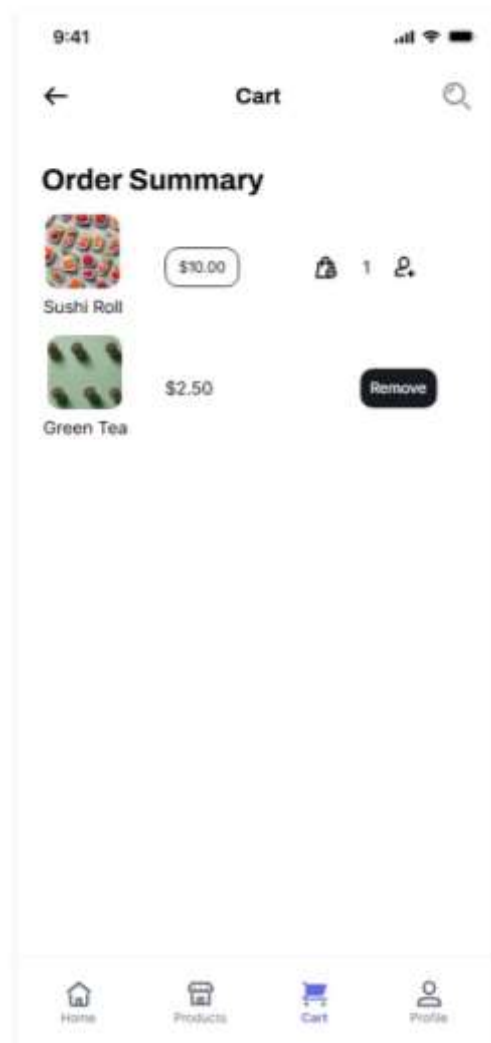 9:41
Cart
Order Summary
$10.00
1
Sushi Roll
$2.50
Remove
Green Tea
Home
Products
Cart
Profile